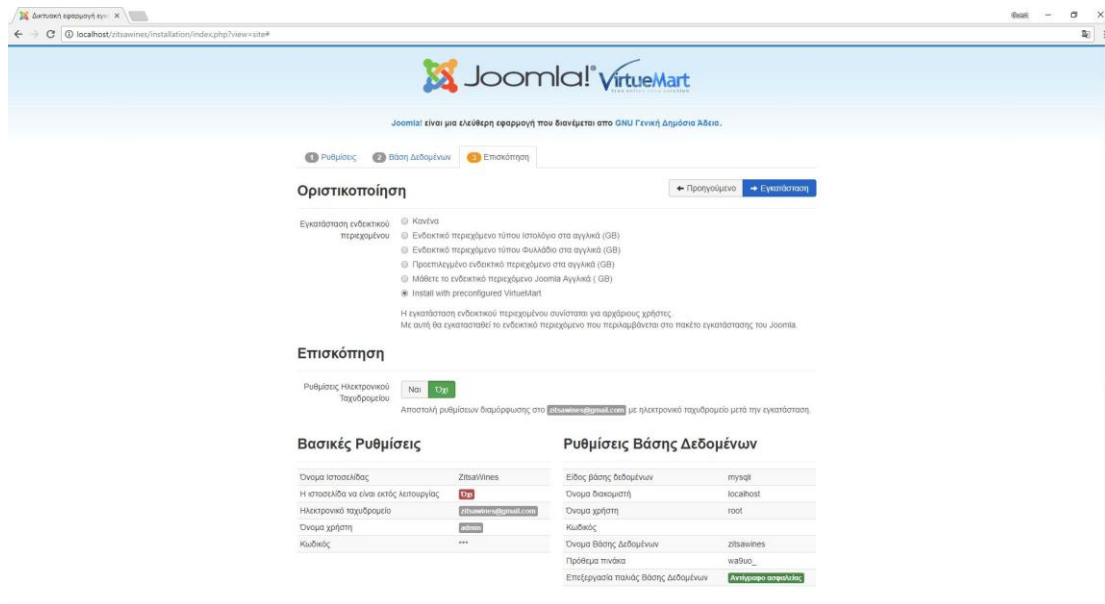 Δικτυακή εφαρμογή εγκ
Guest
localhost/zitsawines/installation/index.php?view=site#
Joomla!® VirtueMart
Joomla! είναι μια ελεύθερη εφαρμογή που διανέμεται απο GNU Γενική Δημόσια Άδεια.
1 Ρυθμίσεις 2 Βάση Δεδομένων 3 Επισκόπηση
Οριστικοποίηση
Προηγούμενο Εγκατάσταση
Εγκατάσταση ενδεικτικού περιεχομένου
Κανένα
Ενδεικτικό περιεχόμενο τύπου Ιστολόγιο στα αγγλικά (GB)
Ενδεικτικό περιεχόμενο τύπου Φυλλάδιο στα αγγλικά (GB)
Προεπιλεγμένο ενδεικτικό περιεχόμενο στα αγγλικά (GB)
Μάθετε το ενδεικτικό περιεχόμενο Joomla Αγγλικά ( GB)
Install with preconfigured VirtueMart
Η εγκατάσταση ενδεικτικού περιεχομένου συνίσταται για αρχάριους χρήστες.
Με αυτή θα εγκατασταθεί το ενδεικτικό περιεχόμενο που περιλαμβάνεται στο πακέτο εγκατάστασης του Joomla.
Επισκόπηση
Ρυθμίσεις Ηλεκτρονικού Ταχυδρομείου
Ναι Όχι
Αποστολή ρυθμίσεων διαμόρφωσης στο zitsawines@gmail.com με ηλεκτρονικό ταχυδρομείο μετά την εγκατάσταση.
Βασικές Ρυθμίσεις
Όνομα Ιστοσελίδας ZitsaWines
Η ιστοσελίδα να είναι εκτός λειτουργίας Όχι
Ηλεκτρονικό ταχυδρομείο zitsawines@gmail.com
Όνομα χρήστη admin
Κωδικός ***
Ρυθμίσεις Βάσης Δεδομένων
Είδος βάσης δεδομένων mysqli
Όνομα διακομιστή localhost
Όνομα χρήστη root
Κωδικός
Όνομα Βάσης Δεδομένων zitsawines
Πρόθεμα πινάκα wa9uo_
Επεξεργασία παλιάς Βάσης Δεδομένων Αντίγραφο ασφαλείας